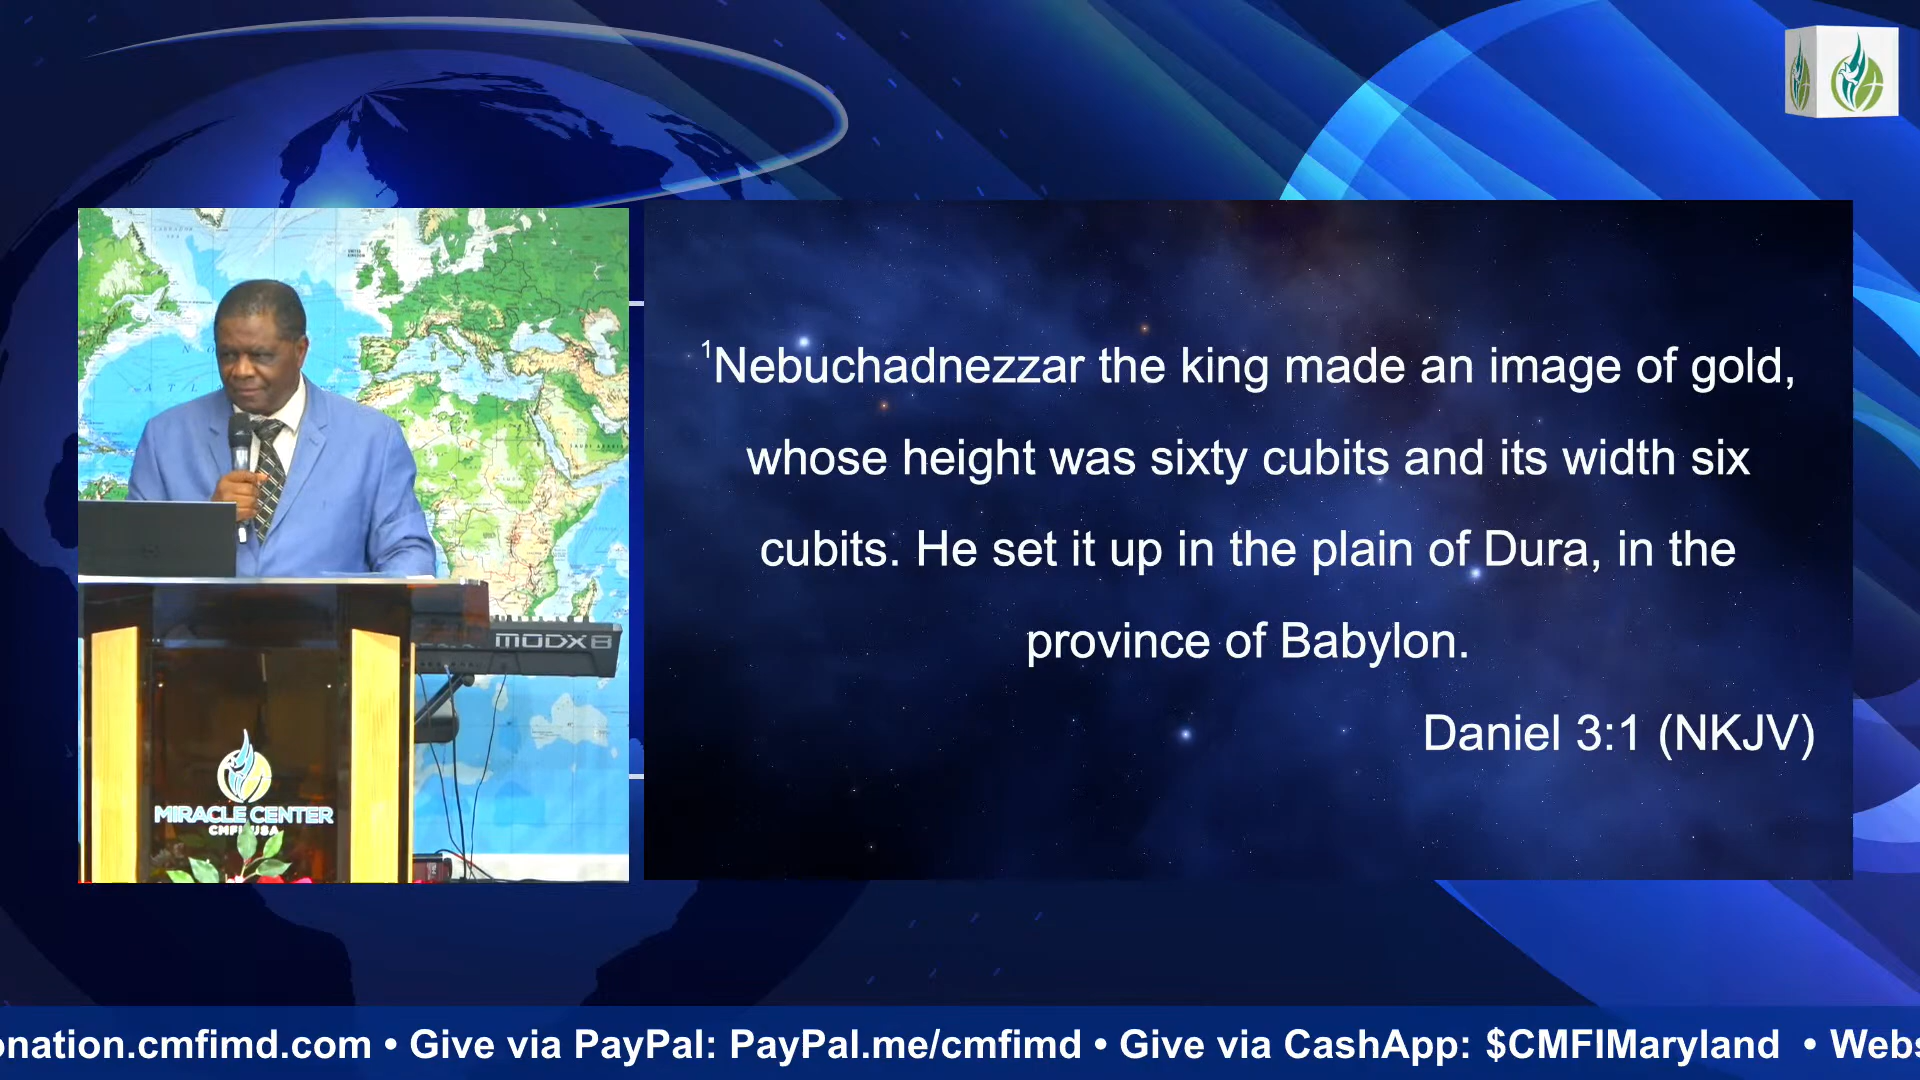 ¹Nebuchadnezzar the king made an image of gold,
whose height was sixty cubits and its width six
cubits. He set it up in the plain of Dura, in the
province of Babylon.
Daniel 3:1 (NKJV)
MODX8
MIRACLE CENTER
CMFI USA
onation.cmfimd.com • Give via PayPal: PayPal.me/cmfimd • Give via CashApp: $CMFIMaryland • Webs